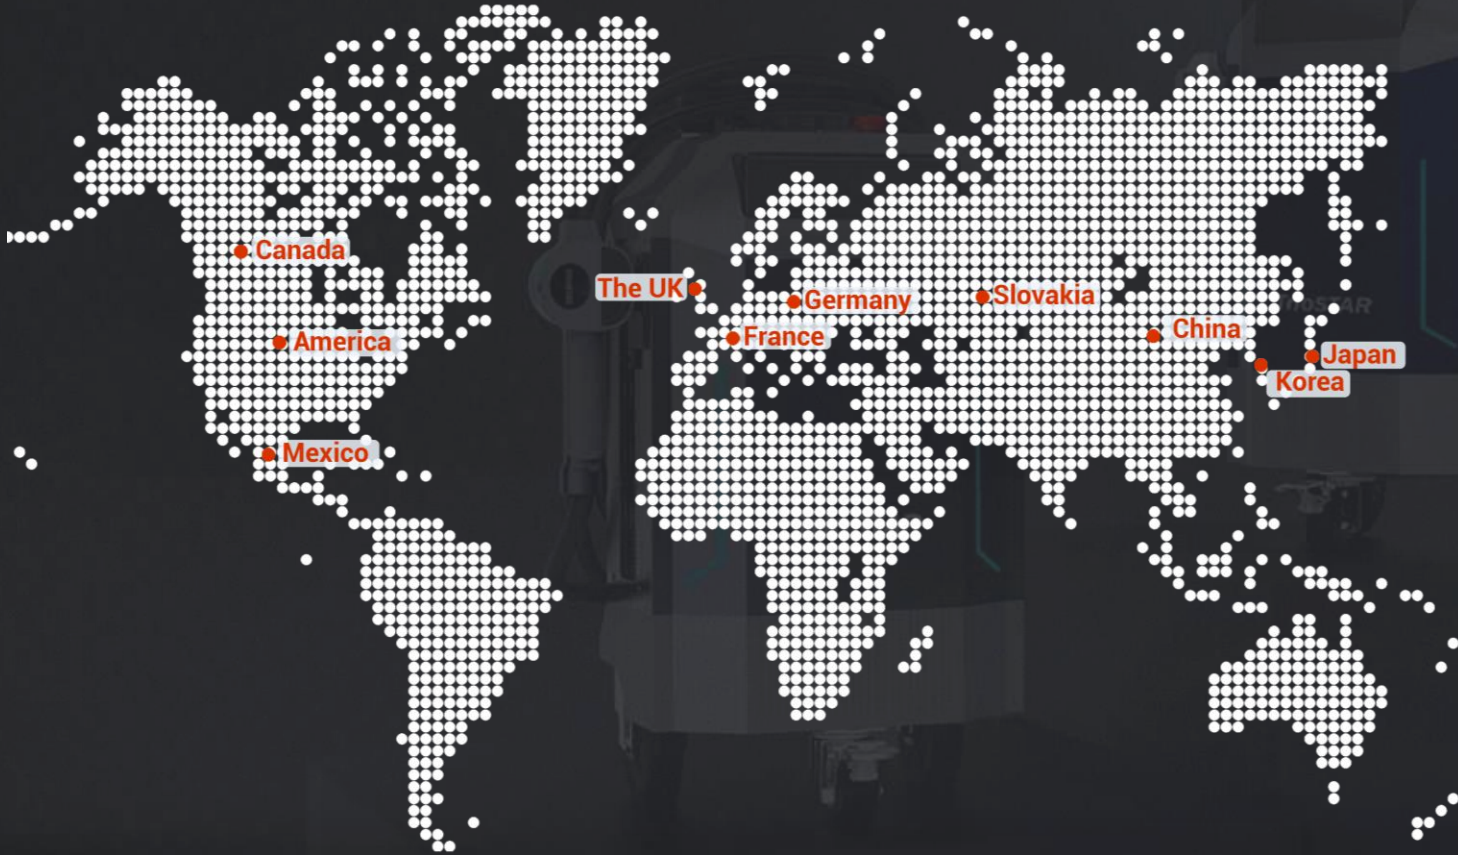 Canada
The UK
Germany
Slovakia
America
France
China
Japan
Korea
Mexico